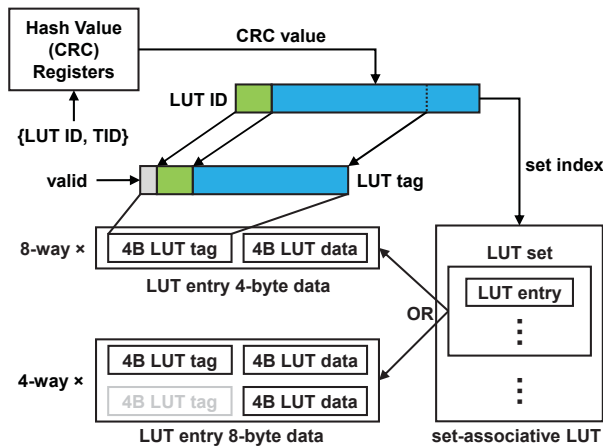 Hash Value
(CRC)
Registers
CRC value
LUT ID
{LUT ID, TID}
valid
LUT tag
set index
8-way ×
4B LUT tag
4B LUT data
LUT entry 4-byte data
LUT set
LUT entry
OR
4-way ×
4B LUT tag
4B LUT data
4B LUT tag
4B LUT data
LUT entry 8-byte data
set-associative LUT